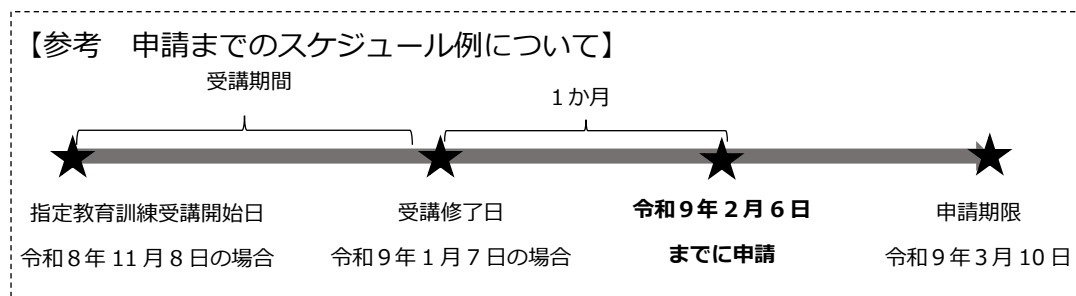 【参考　申請までのスケジュール例について】
受講期間
１か月
指定教育訓練受講開始日
令和８年 11 月８日の場合
受講修了日
令和９年１月７日の場合
令和９年２月６日
までに申請
申請期限
令和９年３月 10 日